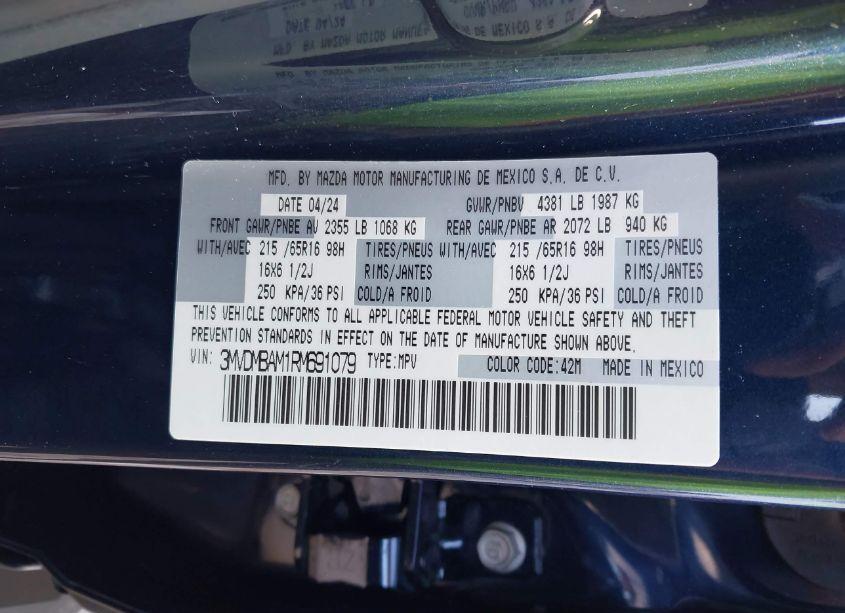 MFD. BY MAZDA MOTOR MANUFACTURING DE MEXICO S.A. DE C.V.
DATE 04/24 GVWR/PNBV 4381 LB 1987 KG
FRONT GAWR/PNBE AV 2355 LB 1068 KG REAR GAWR/PNBE AR 2072 LB 940 KG
WITH/AVEC 215 /65R16 98H TIRES/PNEUS WITH/AVEC 215 /65R16 98H TIRES/PNEUS
16X6 1/2J RIMS/JANTES 16X6 1/2J RIMS/JANTES
250 KPA/36 PSI COLD/A FROID 250 KPA/36 PSI COLD/A FROID
THIS VEHICLE CONFORMS TO ALL APPLICABLE FEDERAL MOTOR VEHICLE SAFETY AND THEFT
PREVENTION STANDARDS IN EFFECT ON THE DATE OF MANUFACTURE SHOWN ABOVE.
VIN: 3MVDMBAM1RM691079 TYPE:MPV COLOR CODE:42M MADE IN MEXICO